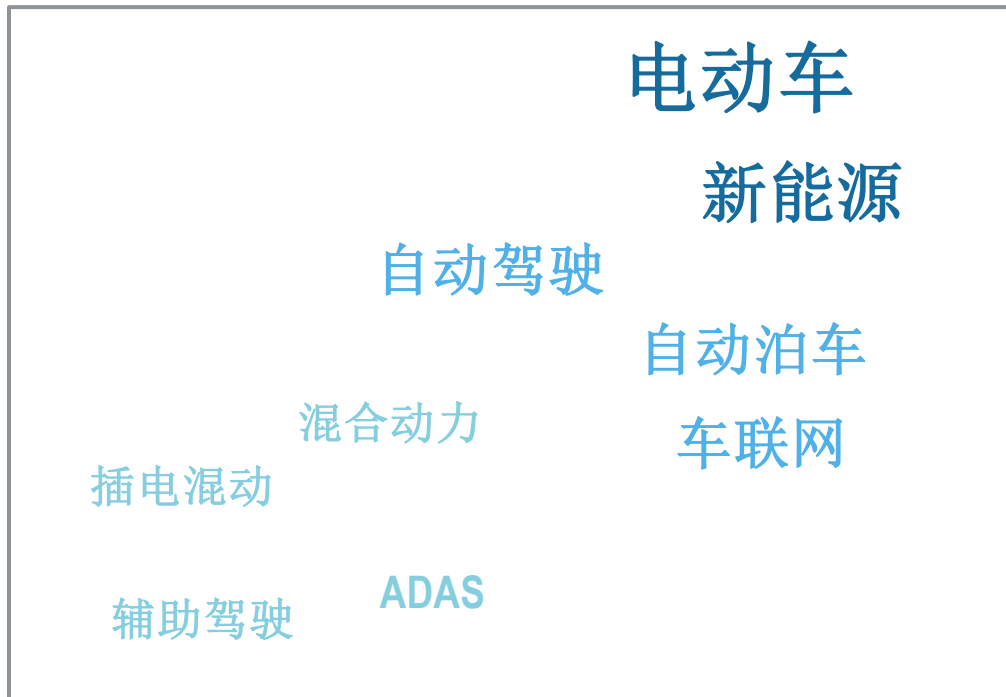 电动车
新能源
自动驾驶
自动泊车
混合动力
车联网
插电混动
ADAS
辅助驾驶